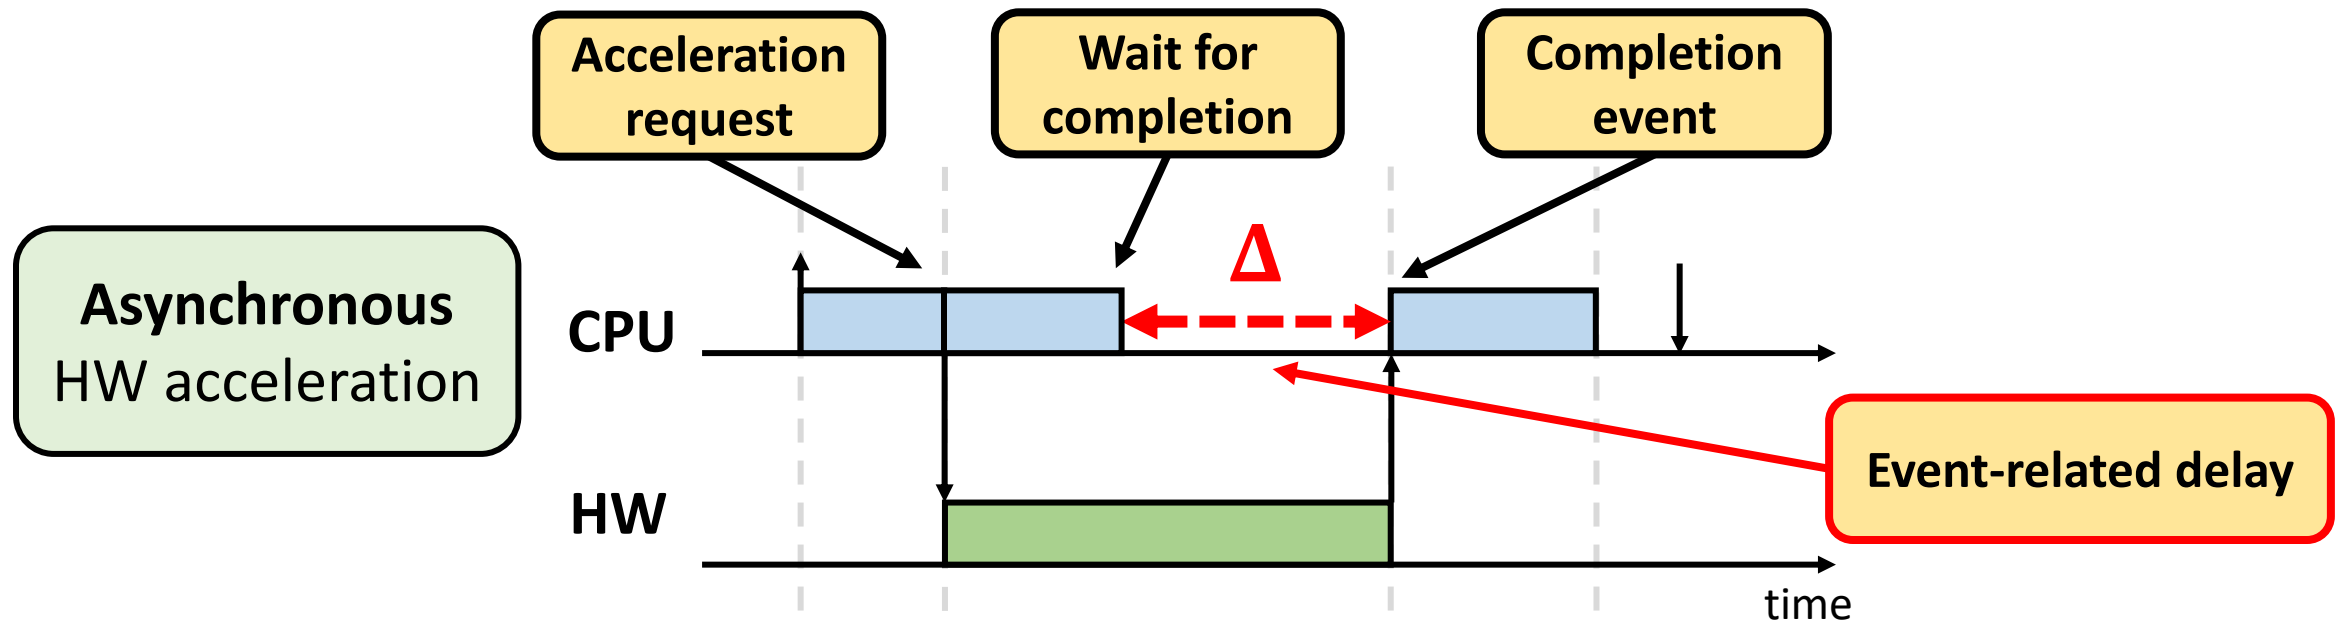 Acceleration
request
Wait for
completion
Completion
event
Δ
Asynchronous
HW acceleration
CPU
Event-related delay
HW
time